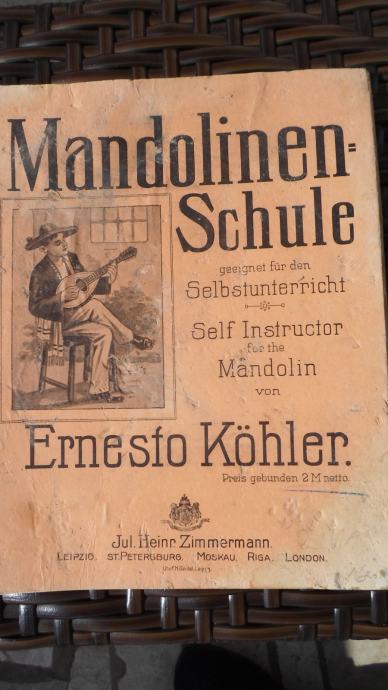 Mandolinen=
Schule
geeignet für den
Selbstunterricht
Self Instructor
for the
Mandolin
von
Ernesto Köhler.
Preis gebunden 2 M netto.
Jul. Heinr. Zimmermann.
LEIPZIG. ST. PETERSBURG. MOSKAU. RIGA. LONDON.